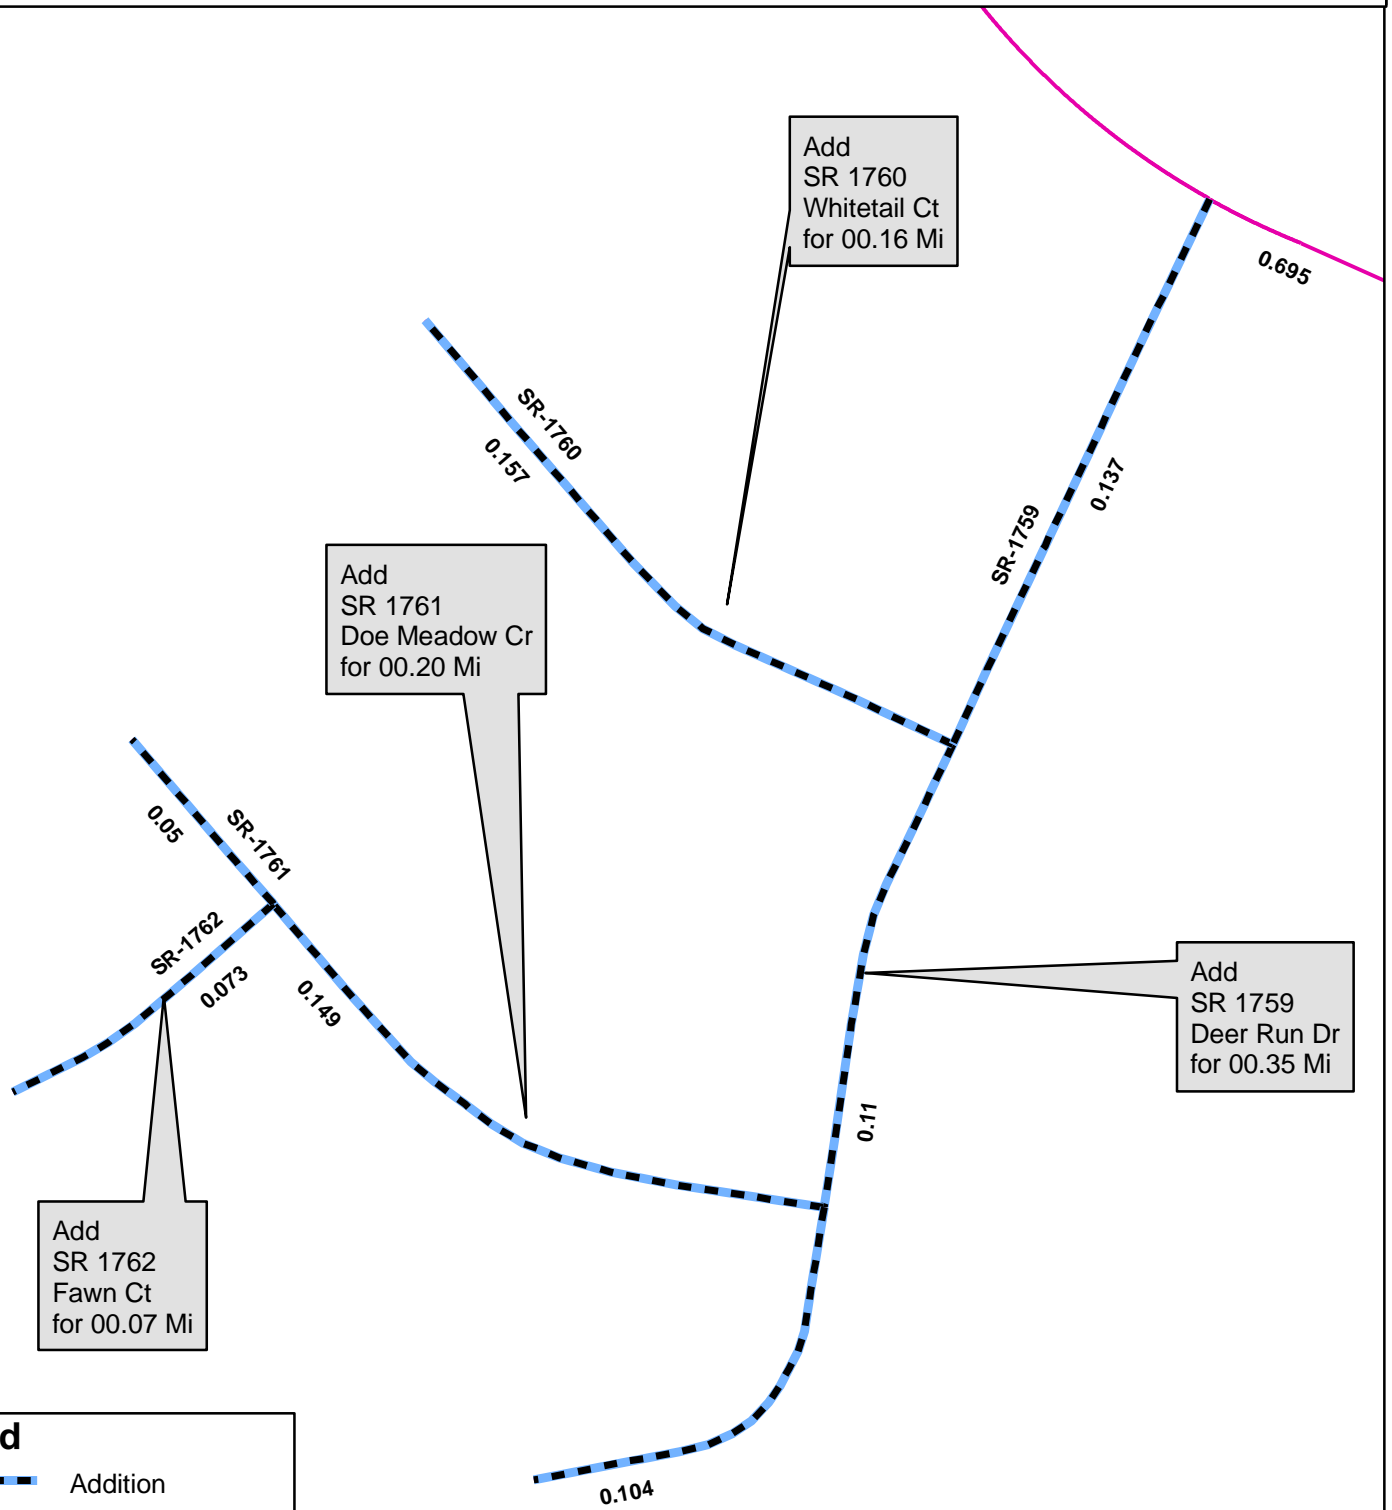 Add
SR 1760
Whitetail Ct
for 00.16 Mi
0.695
SR-1760
0.157
0.137
SR-1759
Add
SR 1761
Doe Meadow Cr
for 00.20 Mi
0.05
SR-1761
SR-1762
0.073
0.149
Add
SR 1759
Deer Run Dr
for 00.35 Mi
0.11
Add
SR 1762
Fawn Ct
for 00.07 Mi
d
Addition
0.104